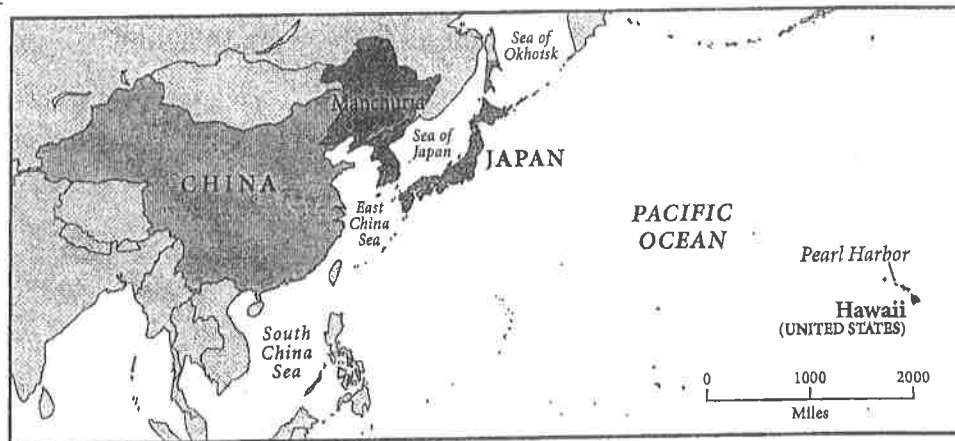 Sea of
Okhotsk
Manchuria
Sea of
Japan
JAPAN
CHINA
East
China
Sea
PACIFIC
OCEAN
Pearl Harbor
Hawaii
(UNITED STATES)
South
China
Sea
0 1000 2000
Miles